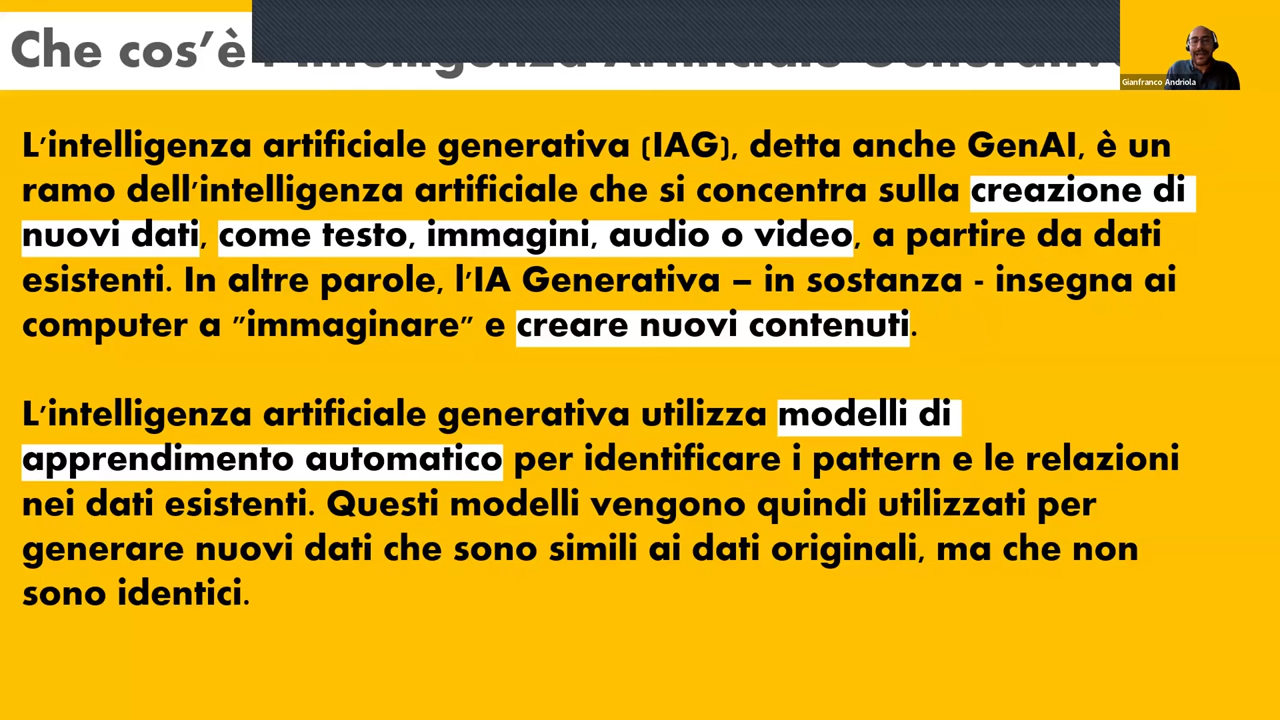 Che cos’è
Gianfranco Andriola
L’intelligenza artificiale generativa (IAG), detta anche GenAI, è un
ramo dell’intelligenza artificiale che si concentra sulla creazione di
nuovi dati, come testo, immagini, audio o video, a partire da dati
esistenti. In altre parole, l’IA Generativa – in sostanza - insegna ai
computer a ”immaginare” e creare nuovi contenuti.
L’intelligenza artificiale generativa utilizza modelli di
apprendimento automatico per identificare i pattern e le relazioni
nei dati esistenti. Questi modelli vengono quindi utilizzati per
generare nuovi dati che sono simili ai dati originali, ma che non
sono identici.